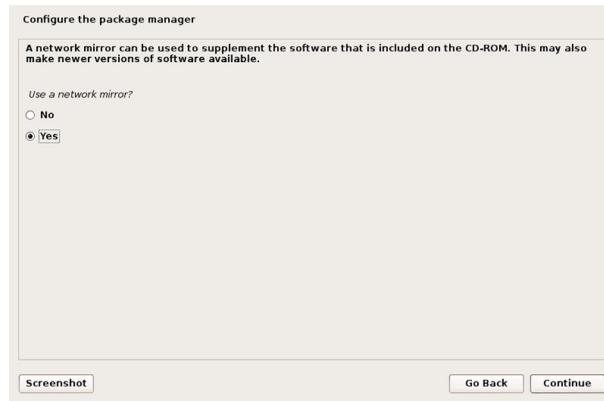 Configure the package manager
A network mirror can be used to supplement the software that is included on the CD-ROM. This may also
make newer versions of software available.
Use a network mirror?
No
Yes
Screenshot
Go Back
Continue